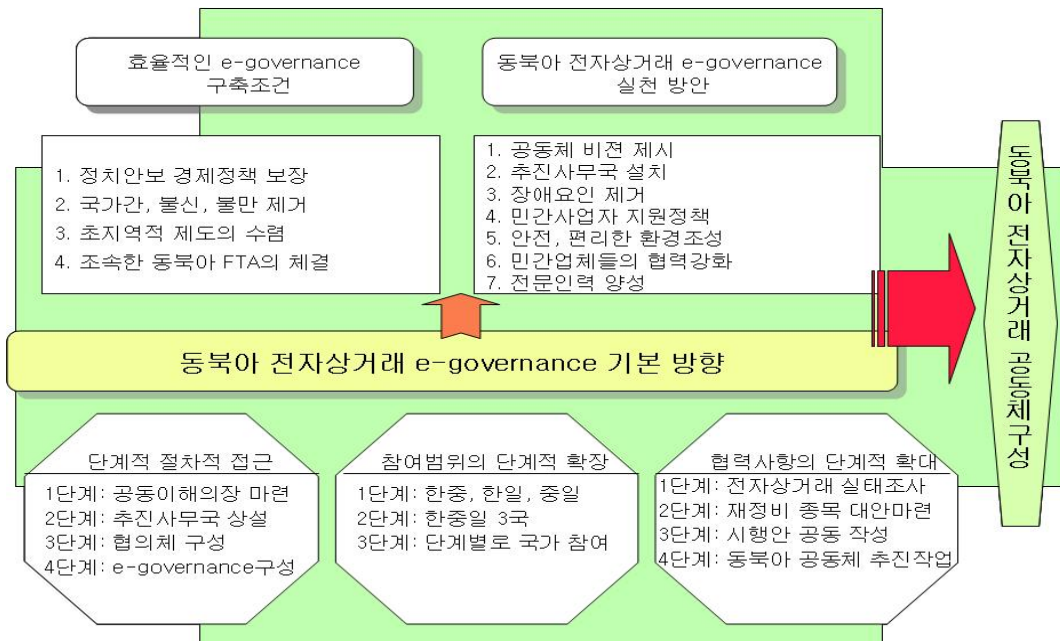 효율적인 e-governance
구축조건
동북아 전자상거래 e-governance
실천 방안
1. 정치안보 경제정책 보장
2. 국가간, 불신, 불만 제거
3. 초지역적 제도의 수렴
4. 조속한 동북아 FTA의 체결
1. 공동체 비젼 제시
2. 추진사무국 설치
3. 장애요인 제거
4. 민간사업자 지원정책
5. 안전, 편리한 환경조성
6. 민간업체들의 협력강화
7. 전문인력 양성
동북아 전자상거래 e-governance 기본 방향
단계적 절차적 접근
1단계: 공동이해의장 마련
2단계: 추진사무국 상설
3단계: 협의체 구성
4단계: e-governance구성
참여범위의 단계적 확장
1단계: 한중, 한일, 중일
2단계: 한중일 3국
3단계: 단계별로 국가 참여
협력사항의 단계적 확대
1단계: 전자상거래 실태조사
2단계: 재정비 종목 대안마련
3단계: 시행안 공동 작성
4단계: 동북아 공동체 추진작업
동북아 전자상거래 공동체구성